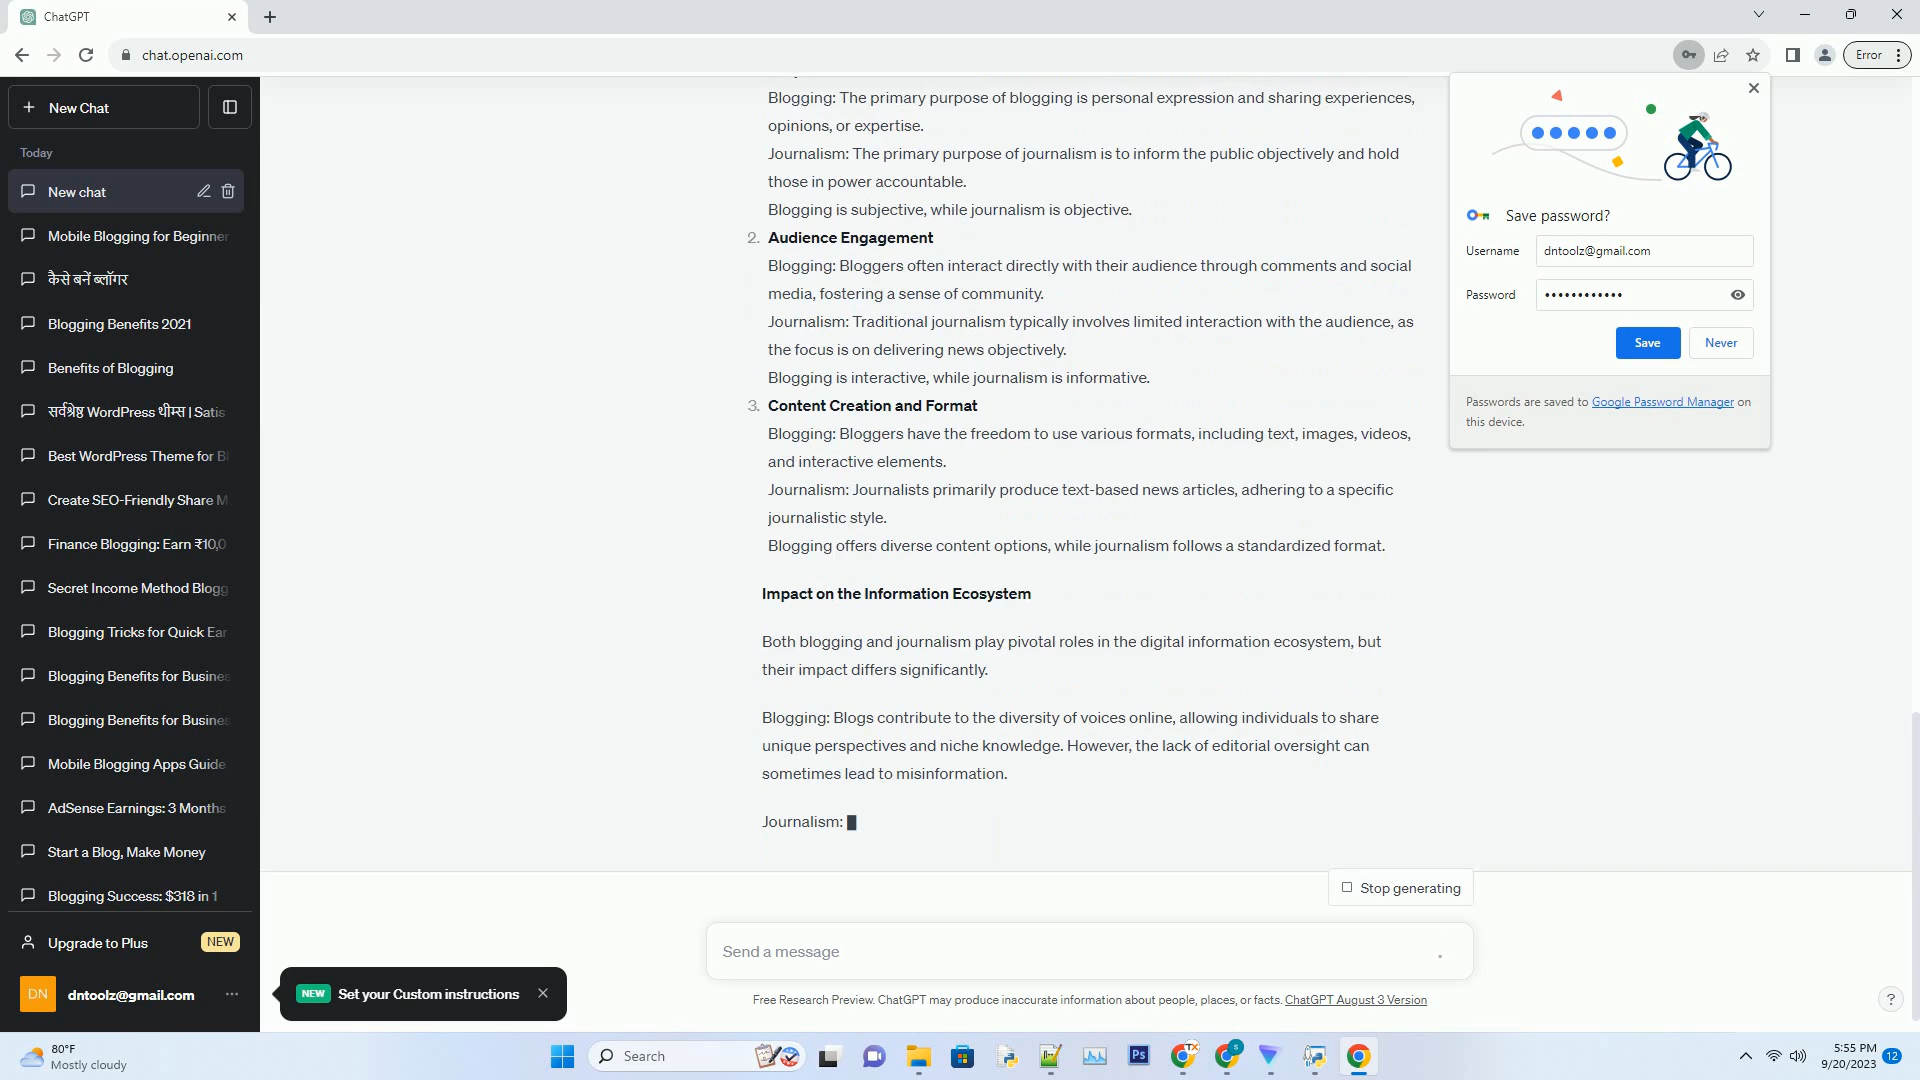 ChatGPT
chat.openai.com
Error
New Chat
Today
New chat
Mobile Blogging for Beginner
कैसे बनें ब्लॉगर
Blogging Benefits 2021
Benefits of Blogging
सर्वश्रेष्ठ WordPress थीम्स | Satis
Best WordPress Theme for Bl
Create SEO-Friendly Share M
Finance Blogging: Earn ₹10,0
Secret Income Method Blogg
Blogging Tricks for Quick Ear
Blogging Benefits for Busines
Blogging Benefits for Busines
Mobile Blogging Apps Guide
AdSense Earnings: 3 Months
Start a Blog, Make Money
Blogging Success: $318 in 1
Upgrade to Plus NEW
DN dntoolz@gmail.com
Blogging: The primary purpose of blogging is personal expression and sharing experiences,
opinions, or expertise.
Journalism: The primary purpose of journalism is to inform the public objectively and hold
those in power accountable.
Blogging is subjective, while journalism is objective.
2. Audience Engagement
Blogging: Bloggers often interact directly with their audience through comments and social
media, fostering a sense of community.
Journalism: Traditional journalism typically involves limited interaction with the audience, as
the focus is on delivering news objectively.
Blogging is interactive, while journalism is informative.
3. Content Creation and Format
Blogging: Bloggers have the freedom to use various formats, including text, images, videos,
and interactive elements.
Journalism: Journalists primarily produce text-based news articles, adhering to a specific
journalistic style.
Blogging offers diverse content options, while journalism follows a standardized format.
Impact on the Information Ecosystem
Both blogging and journalism play pivotal roles in the digital information ecosystem, but
their impact differs significantly.
Blogging: Blogs contribute to the diversity of voices online, allowing individuals to share
unique perspectives and niche knowledge. However, the lack of editorial oversight can
sometimes lead to misinformation.
Journalism:
Stop generating
Send a message
NEW Set your Custom instructions
Free Research Preview. ChatGPT may produce inaccurate information about people, places, or facts. ChatGPT August 3 Version
?
Save password?
Username dntoolz@gmail.com
Password ••••••••••••
Save Never
Passwords are saved to Google Password Manager on
this device.
80°F
Mostly cloudy
Search
Ps
TX
S
5:55 PM
9/20/2023
12